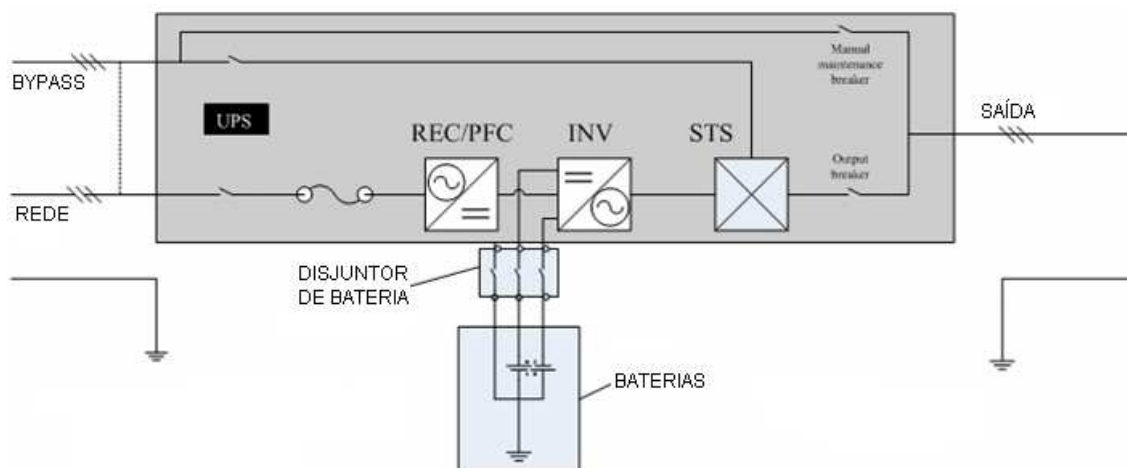 Manual
maintenance
breaker
BYPASS
UPS
SAÍDA
REC/PFC
INV
STS
Output
breaker
REDE
DISJUNTOR
DE BATERIA
BATERIAS